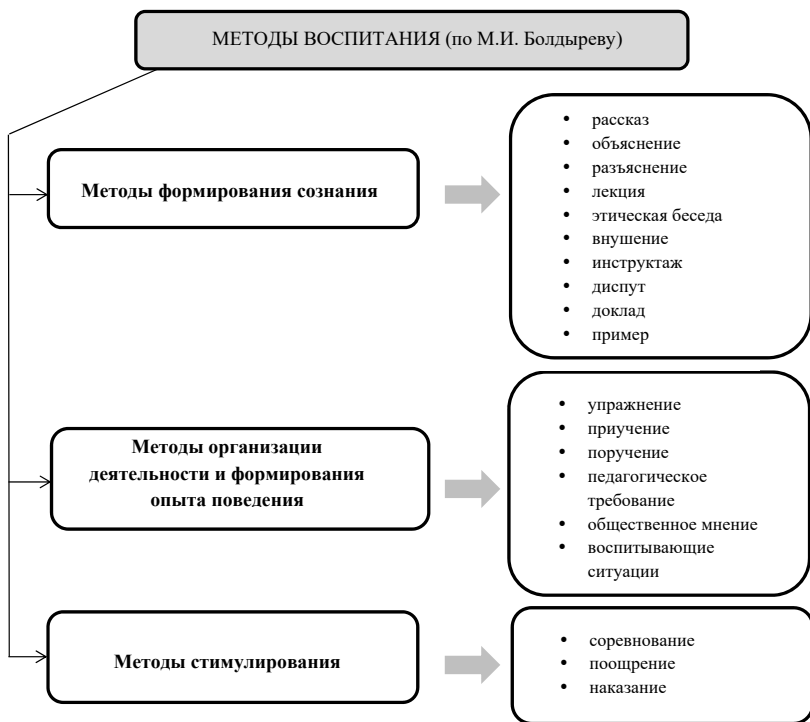 МЕТОДЫ ВОСПИТАНИЯ (по М.И. Болдыреву)
Методы формирования сознания
• рассказ
• объяснение
• разъяснение
• лекция
• этическая беседа
• внушение
• инструктаж
• диспут
• доклад
• пример
Методы организации
деятельности и формирования
опыта поведения
• упражнение
• приучение
• поручение
• педагогическое
требование
• общественное мнение
• воспитывающие
ситуации
Методы стимулирования
• соревнование
• поощрение
• наказание